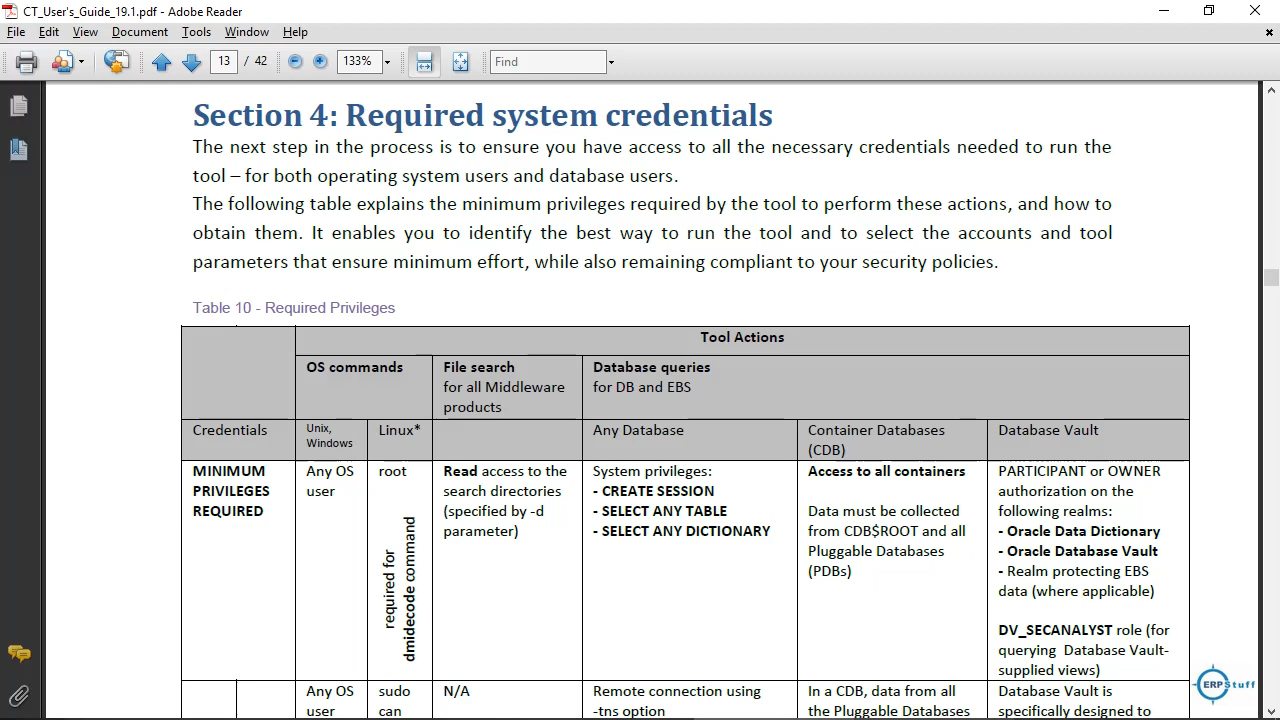 CT_User's_Guide_19.1.pdf - Adobe Reader
File Edit View Document Tools Window Help
13 / 42 133% Find
Section 4: Required system credentials
The next step in the process is to ensure you have access to all the necessary credentials needed to run the
tool – for both operating system users and database users.
The following table explains the minimum privileges required by the tool to perform these actions, and how to
obtain them. It enables you to identify the best way to run the tool and to select the accounts and tool
parameters that ensure minimum effort, while also remaining compliant to your security policies.
Table 10 - Required Privileges
Tool Actions
OS commands
File search
for all Middleware
products
Database queries
for DB and EBS
Credentials
Unix,
Windows
Linux*
Any Database
Container Databases
(CDB)
Database Vault
MINIMUM
PRIVILEGES
REQUIRED
Any OS
user
root
required for
dmidecode command
Read access to the
search directories
(specified by -d
parameter)
System privileges:
- CREATE SESSION
- SELECT ANY TABLE
- SELECT ANY DICTIONARY
Access to all containers
Data must be collected
from CDB$ROOT and all
Pluggable Databases
(PDBs)
PARTICIPANT or OWNER
authorization on the
following realms:
- Oracle Data Dictionary
- Oracle Database Vault
- Realm protecting EBS
data (where applicable)
DV_SECANALYST role (for
querying Database Vault-
supplied views)
Any OS
user
sudo
can
N/A
Remote connection using
-tns option
In a CDB, data from all
the Pluggable Databases
Database Vault is
specifically designed to
ERPStuff